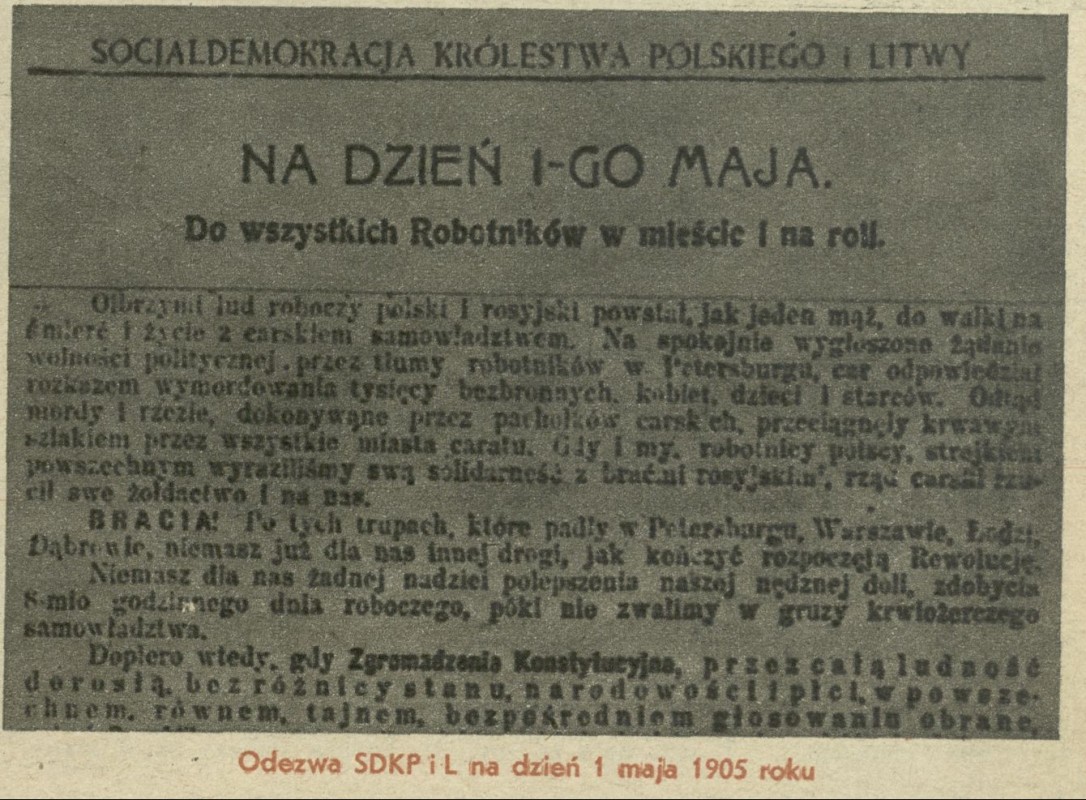 SOCJALDEMOKRACJA KRÓLESTWA POLSKIEGO i LITWY
NA DZIEŃ 1-GO MAJA.
Do wszystkich Robotników w mieście i na roli.
Olbrzymi lud roboczy polski i rosyjski powstał, jak jeden mąż, do walki na
śmierć i życie z carskiem samowładztwem. Na spokojnie wygłoszone żądanie
wolności politycznej przez tłumy robotników w Petersburgu, car odpowiedział
rozkazem wymordowania tysięcy bezbronnych, kobiet, dzieci i starców. Odtąd
mordy i rzezie, dokonywane przez pachołków carskich, przeciągnęły krwawym
szlakiem przez wszystkie miasta caratu. Gdy i my, robotnicy polscy, strejkiem
powszechnym wyraziliśmy swą solidarność z braćmi rosyjskimi, rząd carski rzu-
cił swe żołdactwo i na nas.
BRACIA! Po tych trupach, które padły w Petersburgu, Warszawie, Łodzi,
Dąbrowie, niemasz już dla nas innej drogi, jak kończyć rozpoczętą Rewolucję.
Niemasz dla nas żadnej nadziei polepszenia naszej nędznej doli, zdobycia
8-mio godzinnego dnia roboczego, póki nie zwalimy w gruzy krwiożerczego
samowładztwa.
Dopiero wtedy, gdy Zgromadzenie Konstytucyjne, przez całą ludność
dorosłą, bez różnicy stanu, narodowości i płci, w powsze-
chnem, równem, tajnem, bezpośredniem głosowaniu obrane,
Odezwa SDKP i L na dzień 1 maja 1905 roku